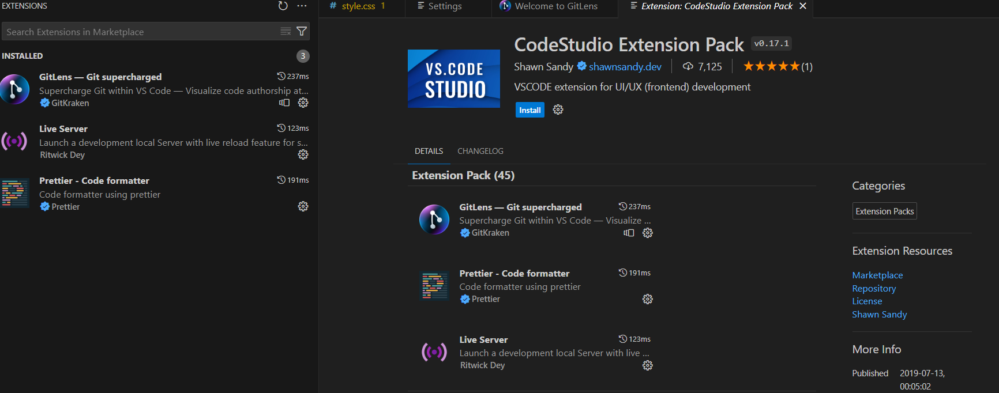 EXTENSIONS
Search Extensions in Marketplace
INSTALLED 3
GitLens — Git supercharged 237ms
Supercharge Git within VS Code — Visualize code authorship at...
GitKraken
Live Server 123ms
Launch a development local Server with live reload feature for s...
Ritwick Dey
Prettier - Code formatter 191ms
Code formatter using prettier
Prettier
# style.css 1 Settings Welcome to GitLens Extension: CodeStudio Extension Pack
VS.CODE
STUDIO
CodeStudio Extension Pack v0.17.1
Shawn Sandy shawnsandy.dev 7,125 (1)
VSCODE extension for UI/UX (frontend) development
Install
DETAILS CHANGELOG
Extension Pack (45)
GitLens — Git supercharged 237ms
Supercharge Git within VS Code — Visualize ...
GitKraken
Prettier - Code formatter 191ms
Code formatter using prettier
Prettier
Live Server 123ms
Launch a development local Server with live ...
Ritwick Dey
Categories
Extension Packs
Extension Resources
Marketplace
Repository
License
Shawn Sandy
More Info
Published 2019-07-13,
00:05:02